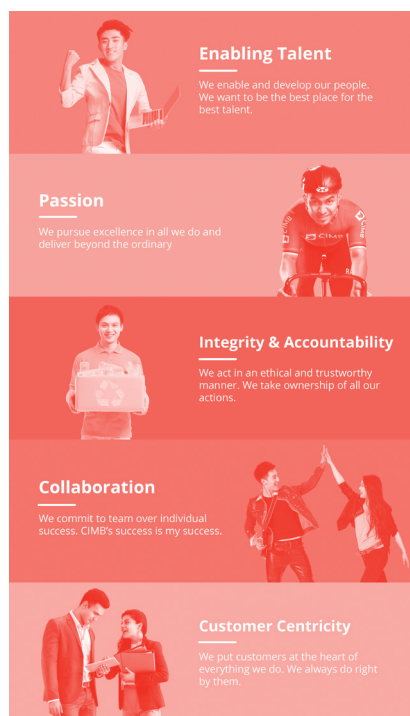 Enabling Talent
We enable and develop our people.
We want to be the best place for the
best talent.
Passion
We pursue excellence in all we do and
deliver beyond the ordinary
CIMB
Integrity & Accountability
We act in an ethical and trustworthy
manner. We take ownership of all our
actions.
Collaboration
We commit to team over individual
success. CIMB's success is my success.
Customer Centricity
We put customers at the heart of
everything we do. We always do right
by them.